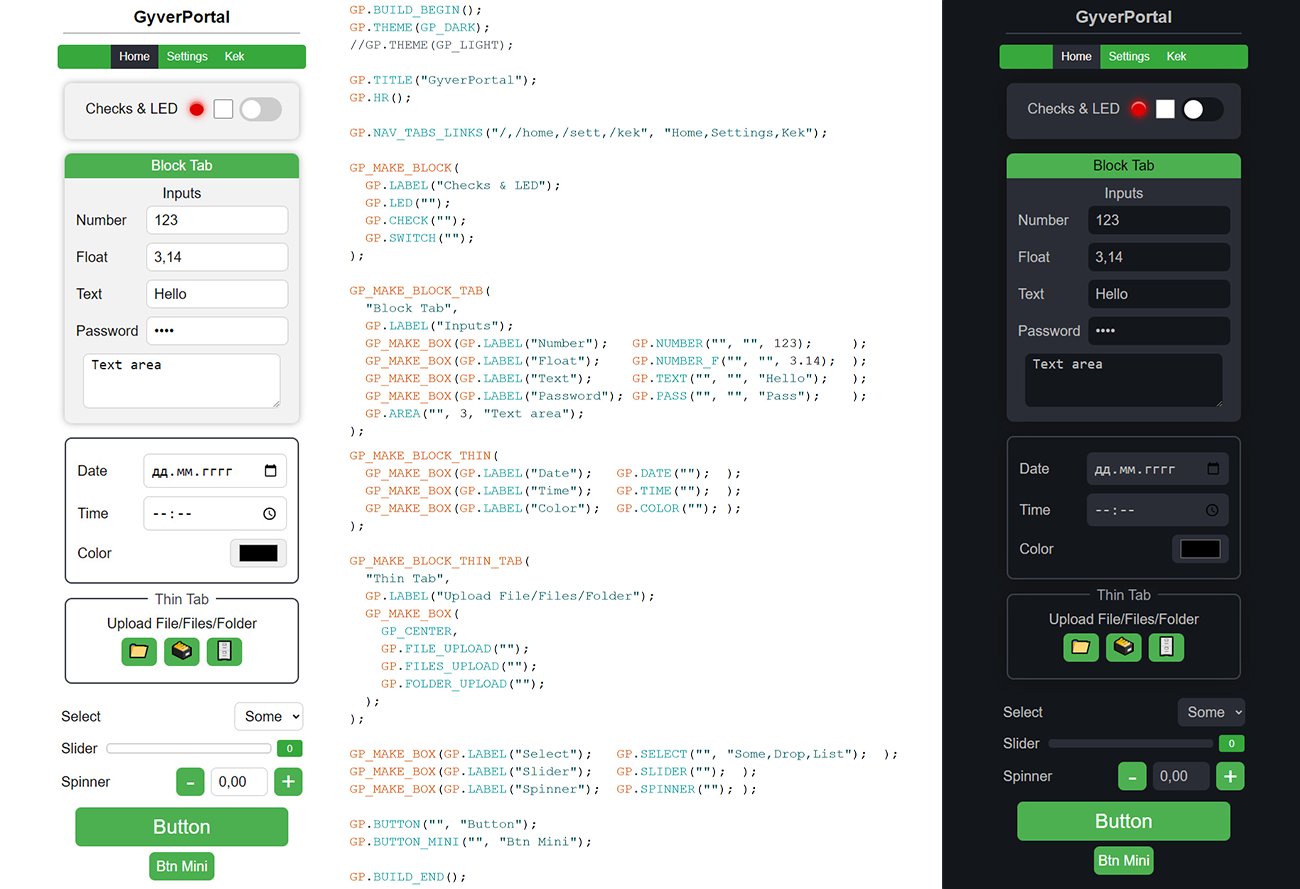 GyverPortal
Home Settings Kek
Checks & LED
Block Tab
Inputs
Number 123
Float 3,14
Text Hello
Password ••••
Text area
Date дд.мм.гггг
Time --:--
Color
Thin Tab
Upload File/Files/Folder
Select Some
Slider 0
Spinner - 0,00 +
Button
Btn Mini
GP.BUILD_BEGIN();
GP.THEME(GP_DARK);
//GP.THEME(GP_LIGHT);
GP.TITLE("GyverPortal");
GP.HR();
GP.NAV_TABS_LINKS("/,/home,/sett,/kek", "Home,Settings,Kek");
GP_MAKE_BLOCK(
GP.LABEL("Checks & LED");
GP.LED("");
GP.CHECK("");
GP.SWITCH("");
);
GP_MAKE_BLOCK_TAB(
"Block Tab",
GP.LABEL("Inputs");
GP_MAKE_BOX(GP.LABEL("Number"); GP.NUMBER("", "", 123); );
GP_MAKE_BOX(GP.LABEL("Float"); GP.NUMBER_F("", "", 3.14); );
GP_MAKE_BOX(GP.LABEL("Text"); GP.TEXT("", "", "Hello"); );
GP_MAKE_BOX(GP.LABEL("Password"); GP.PASS("", "", "Pass"); );
GP.AREA("", 3, "Text area");
);
GP_MAKE_BLOCK_THIN(
GP_MAKE_BOX(GP.LABEL("Date"); GP.DATE(""); );
GP_MAKE_BOX(GP.LABEL("Time"); GP.TIME(""); );
GP_MAKE_BOX(GP.LABEL("Color"); GP.COLOR(""); );
);
GP_MAKE_BLOCK_THIN_TAB(
"Thin Tab",
GP.LABEL("Upload File/Files/Folder");
GP_MAKE_BOX(
GP_CENTER,
GP.FILE_UPLOAD("");
GP.FILES_UPLOAD("");
GP.FOLDER_UPLOAD("");
);
);
GP_MAKE_BOX(GP.LABEL("Select"); GP.SELECT("", "Some,Drop,List"); );
GP_MAKE_BOX(GP.LABEL("Slider"); GP.SLIDER(""); );
GP_MAKE_BOX(GP.LABEL("Spinner"); GP.SPINNER(""); );
GP.BUTTON("", "Button");
GP.BUTTON_MINI("", "Btn Mini");
GP.BUILD_END();
GyverPortal
Home Settings Kek
Checks & LED
Block Tab
Inputs
Number 123
Float 3,14
Text Hello
Password ••••
Text area
Date дд.мм.гггг
Time --:--
Color
Thin Tab
Upload File/Files/Folder
Select Some
Slider 0
Spinner - 0,00 +
Button
Btn Mini